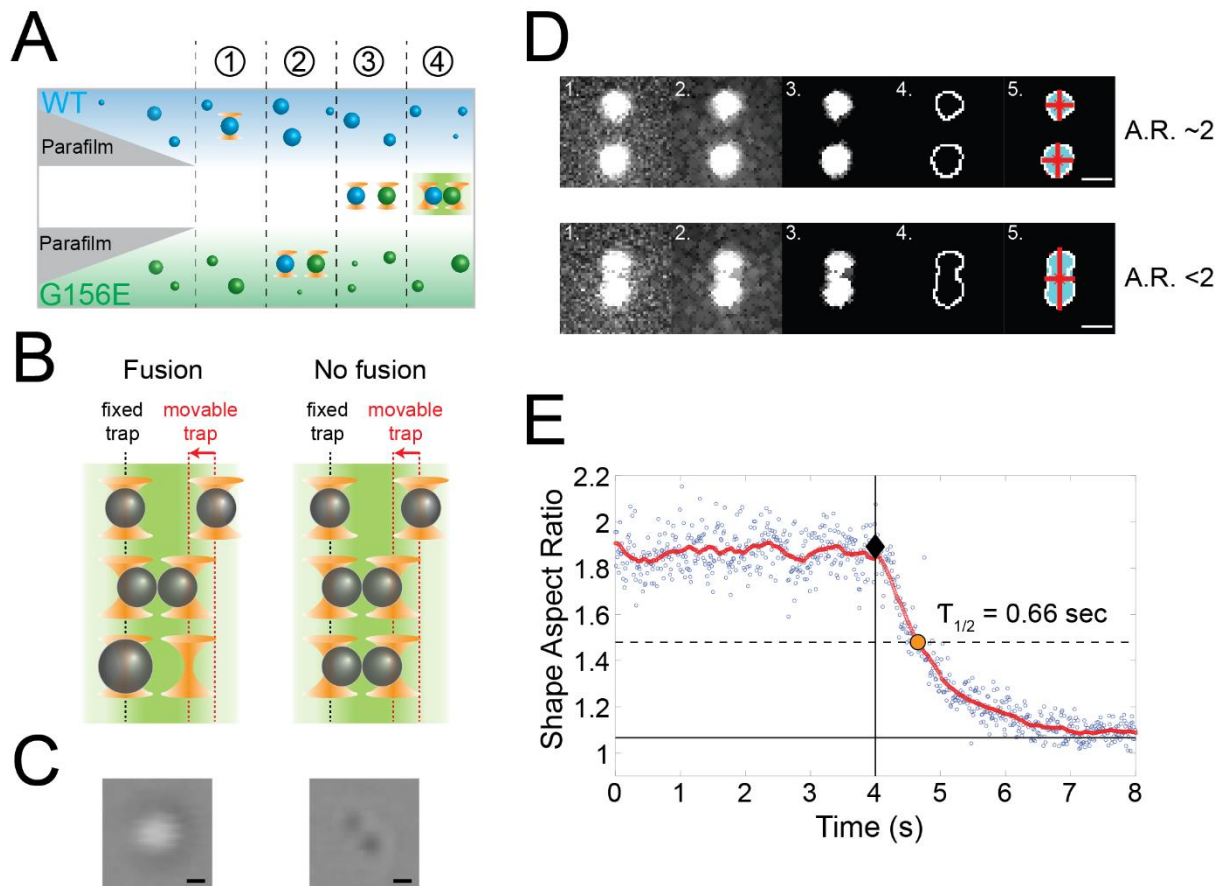 A
① ② ③ ④
WT
Parafilm
Parafilm
G156E
B
Fusion
No fusion
fixed trap
movable trap
fixed trap
movable trap
C
D
1. 2. 3. 4. 5.
A.R. ~2
1. 2. 3. 4. 5.
A.R. <2
E
2.2
2
1.8
1.6
1.4
1.2
1
Shape Aspect Ratio
Ƭ1/2 = 0.66 sec
0 1 2 3 4 5 6 7 8
Time (s)